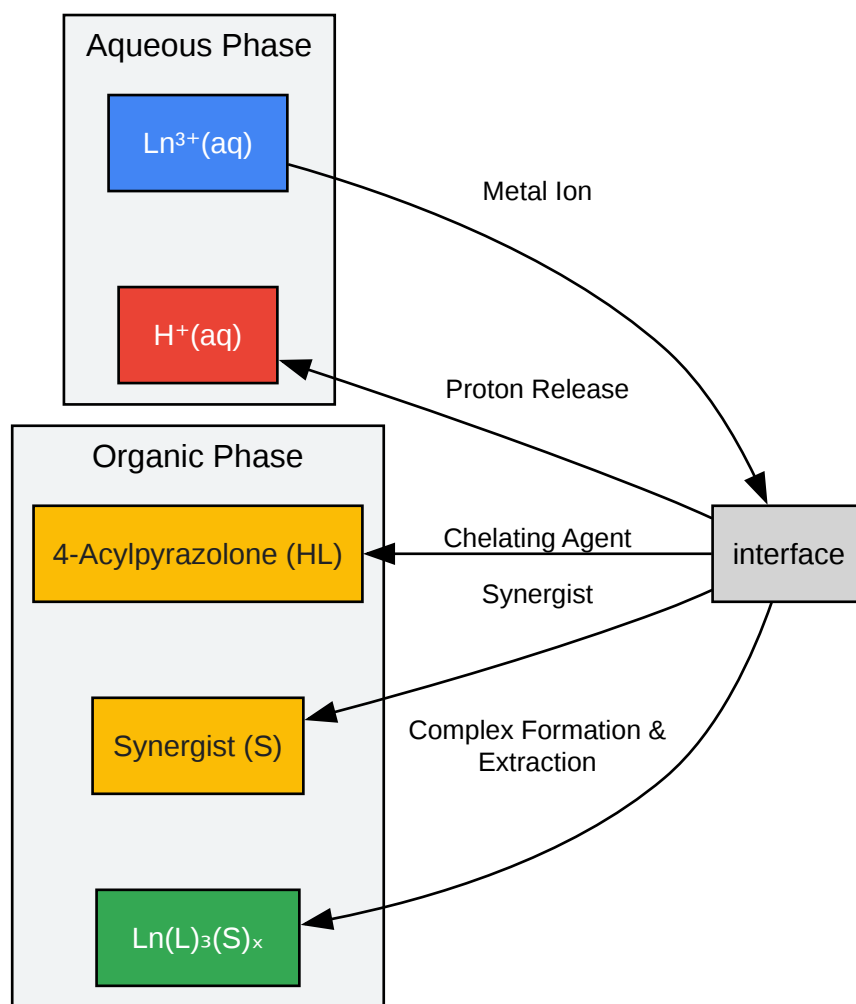 Aqueous Phase
Ln³⁺(aq)
Metal Ion
H⁺(aq)
Proton Release
Organic Phase
4-Acylpyrazolone (HL)
Chelating Agent
interface
Synergist
Synergist (S)
Complex Formation &
Extraction
Ln(L)₃(S)ₓ